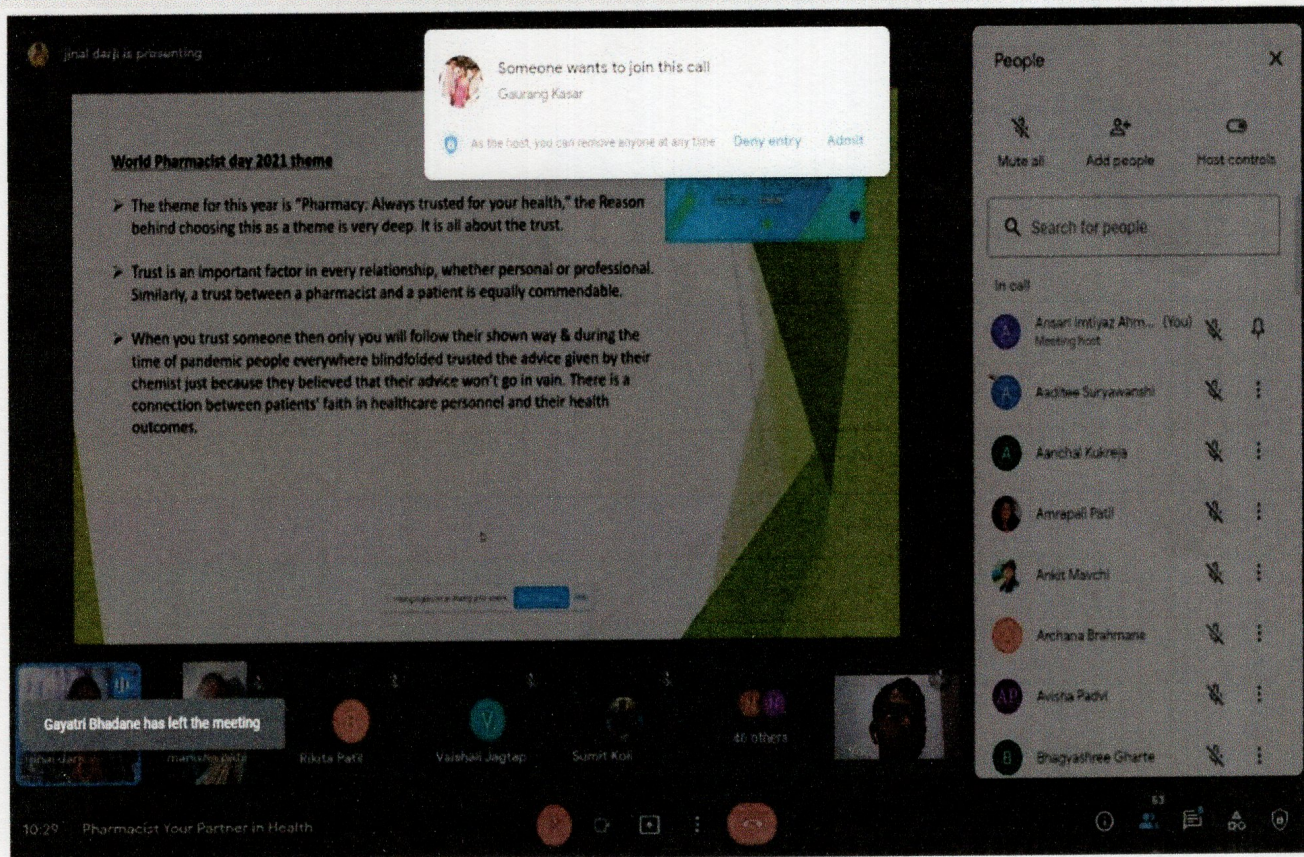 jinal darji is presenting
Someone wants to join this call
Gaurang Kasar
As the host, you can remove anyone at any time
Deny entry
Admit
World Pharmacist day 2021 theme
➤ The theme for this year is "Pharmacy: Always trusted for your health," the Reason
behind choosing this as a theme is very deep. It is all about the trust.
➤ Trust is an important factor in every relationship, whether personal or professional.
Similarly, a trust between a pharmacist and a patient is equally commendable.
➤ When you trust someone then only you will follow their shown way & during the
time of pandemic people everywhere blindfolded trusted the advice given by their
chemist just because they believed that their advice won't go in vain. There is a
connection between patients' faith in healthcare personnel and their health
outcomes.
Gayatri Bhadane has left the meeting
jinal darji
Rikita Patil
Vaishali Jagtap
Sumit Koli
46 others
10:29 Pharmacist Your Partner in Health
People
Mute all
Add people
Host controls
Search for people
In call
A
Ansari Imtiyaz Ahm... (You)
Meeting host
A
Aaditee Suryawanshi
A
Aanchal Kukreja
Amrapali Patil
Ankit Mavchi
Archana Brahmane
AP
Avisha Padvi
B
Bhagyashree Gharte
R
V
53